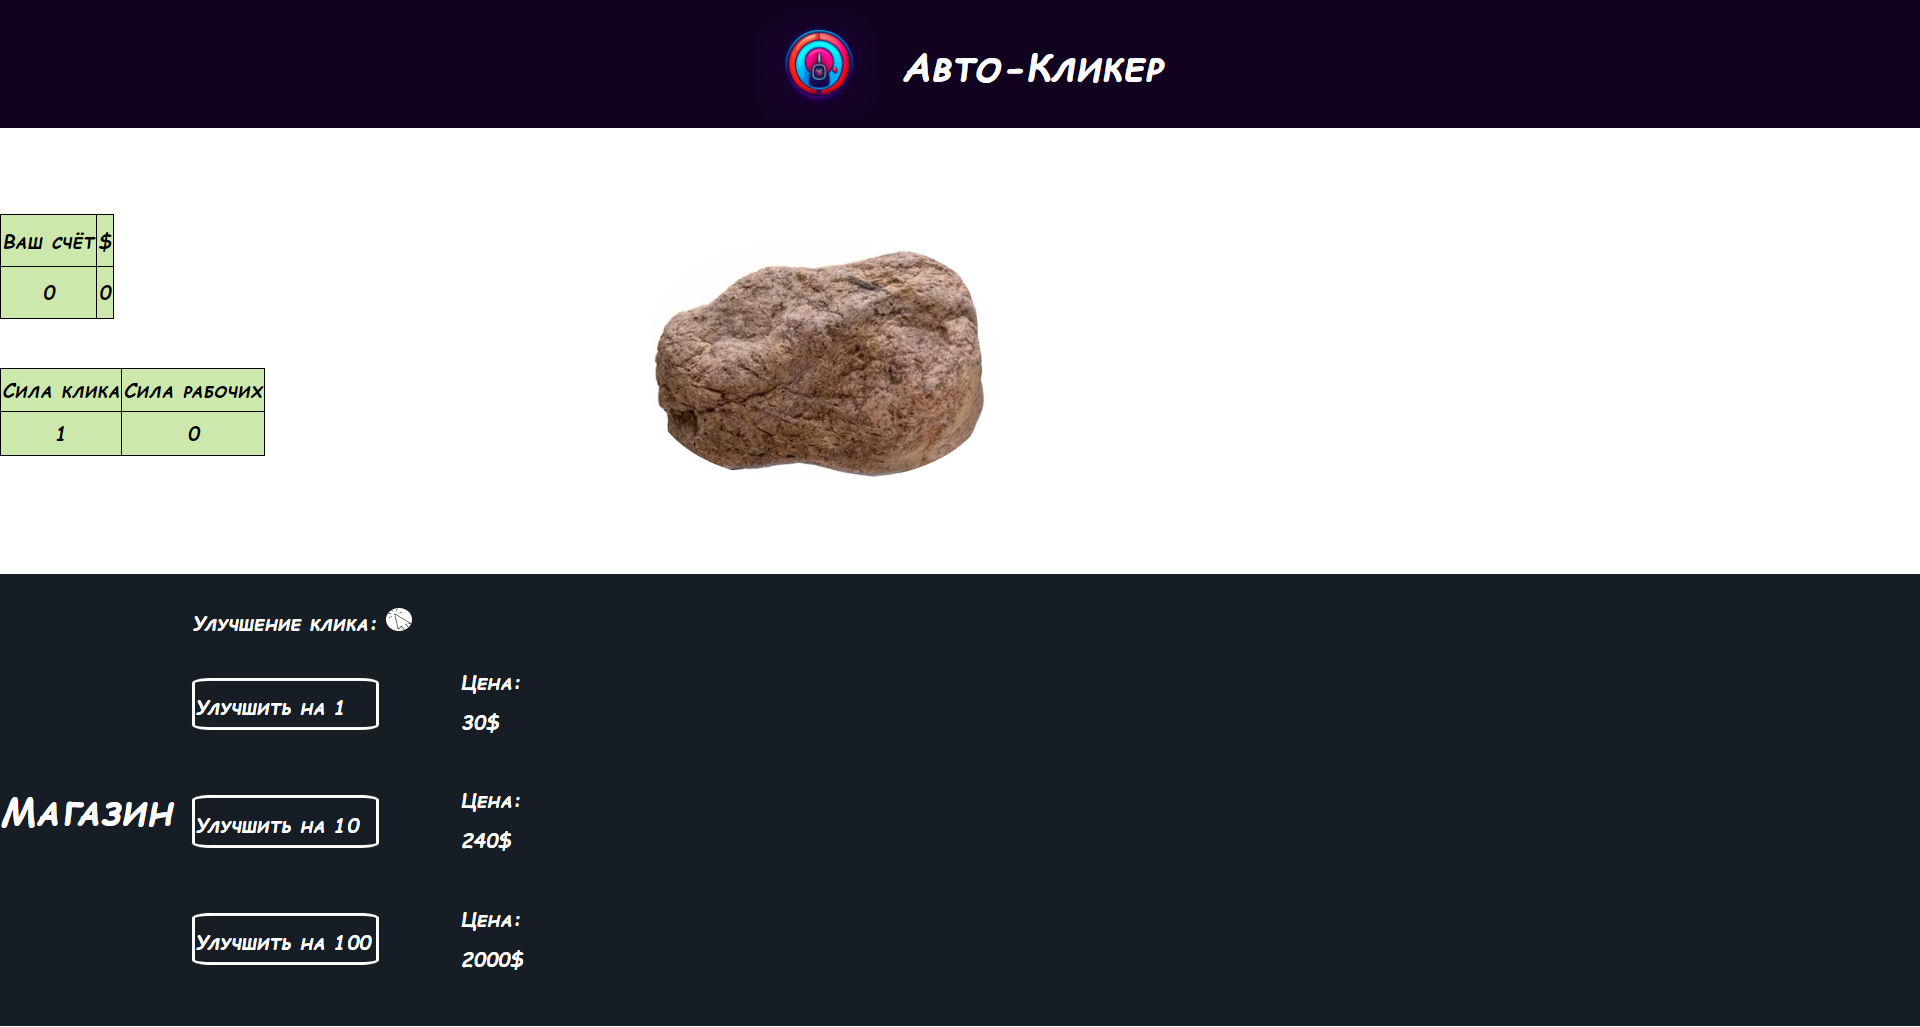 Авто-Кликер
Ваш счёт $
0 0
Сила клика Сила рабочих
1 0
Магазин
Улучшение клика:
Улучшить на 1
Цена:
30$
Улучшить на 10
Цена:
240$
Улучшить на 100
Цена:
2000$